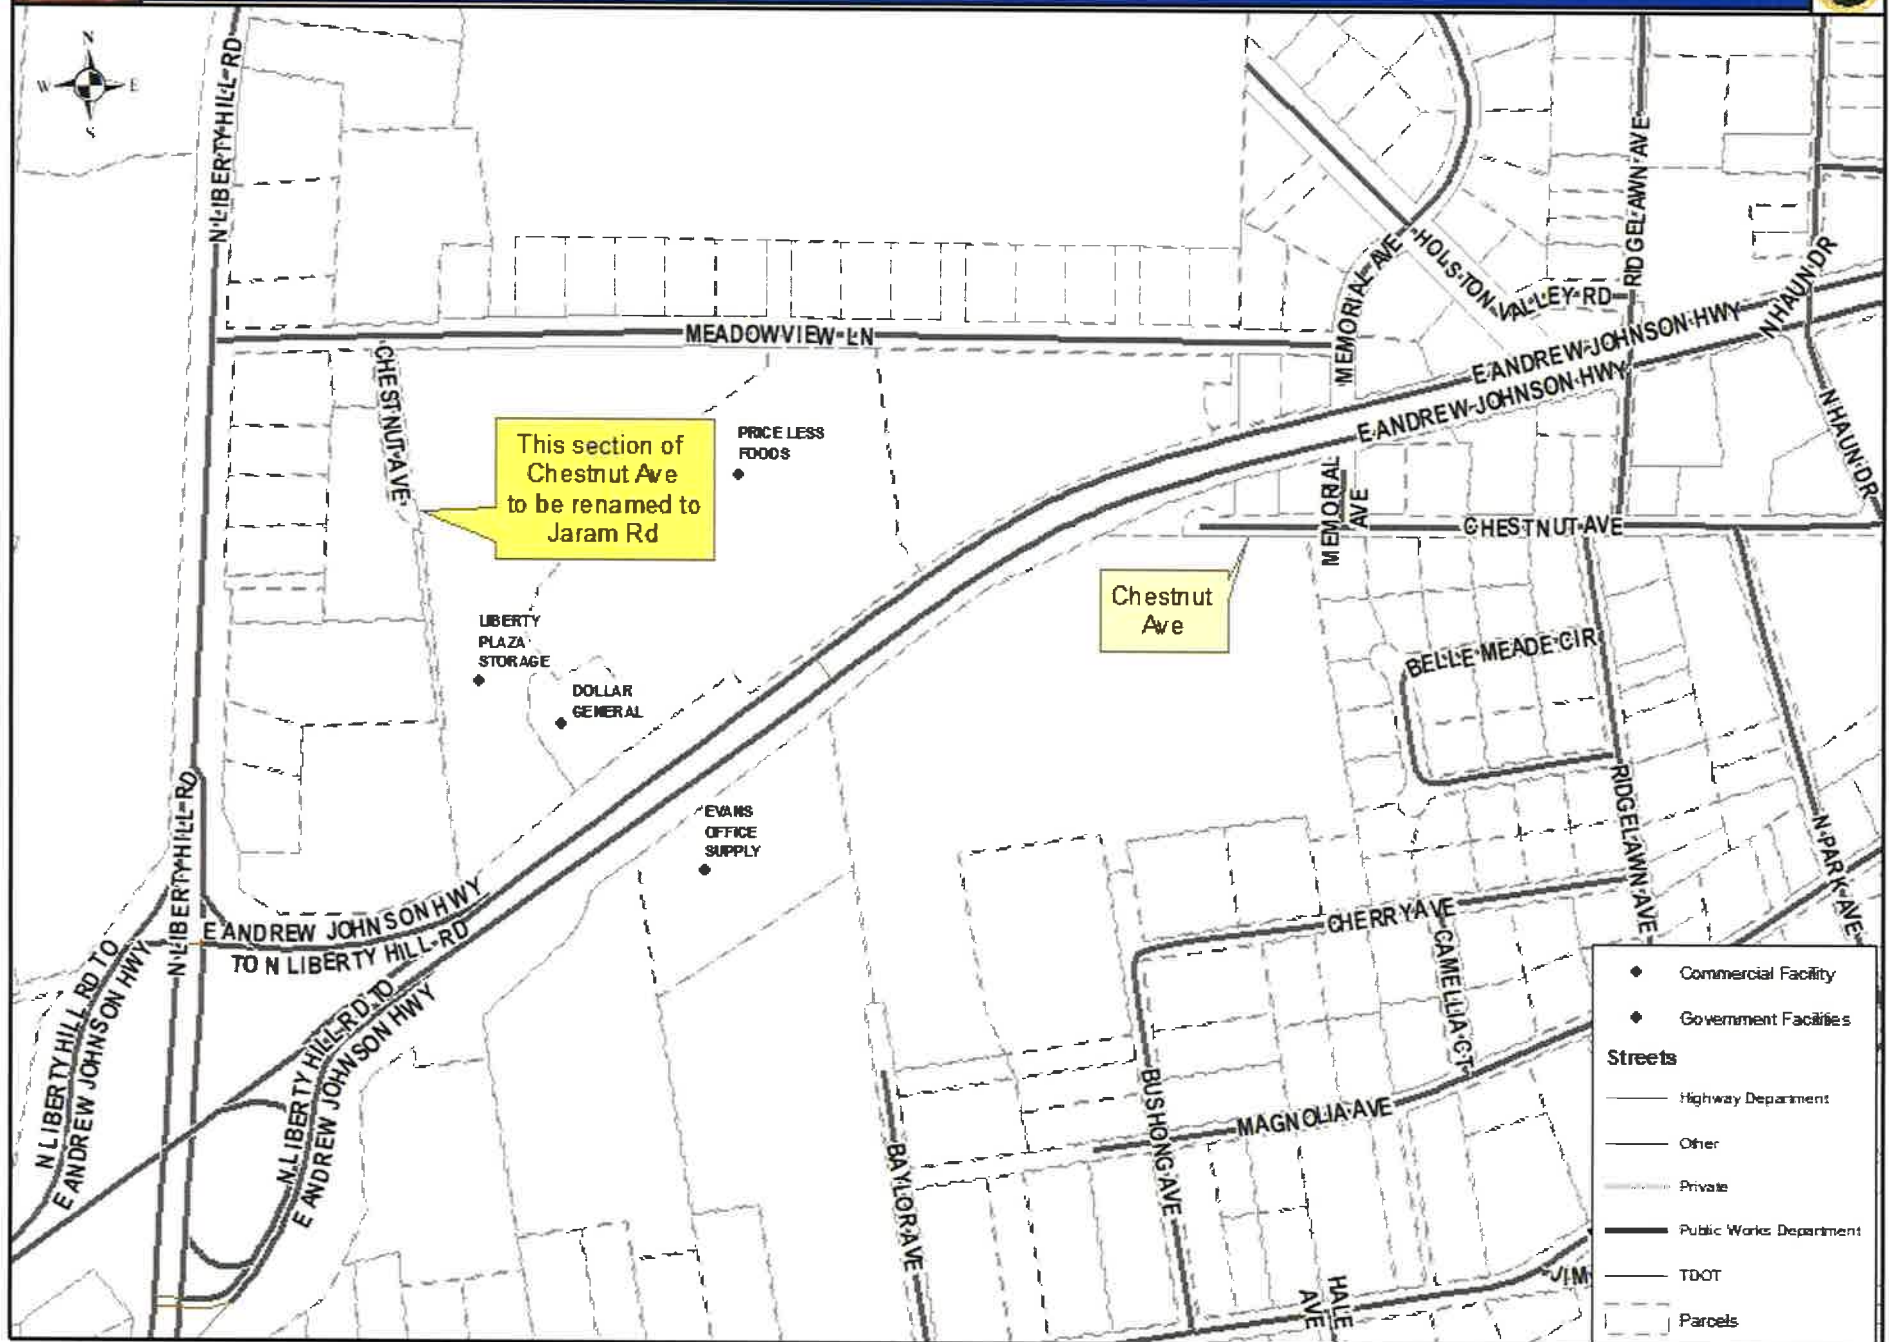 N
W E
S
N LIBERTY HILL RD
MEADOWVIEW LN
CHESTNUT AVE
This section of
Chestnut Ave
to be renamed to
Jaram Rd
PRICE LESS
FOODS
MEMORIAL AVE
HOLSTON VALLEY RD
RIDGELAWN AVE
N HAUN DR
E ANDREW JOHNSON HWY
E ANDREW JOHNSON HWY
N HAUN DR
MEMORIAL
AVE
CHESTNUT AVE
Chestnut
Ave
LIBERTY
PLAZA
STORAGE
DOLLAR
GENERAL
BELLE MEADE CIR
EVANS
OFFICE
SUPPLY
RIDGELAWN AVE
N PARK AVE
N LIBERTY HILL RD
E ANDREW JOHNSON HWY
TO N LIBERTY HILL RD
N LIBERTY HILL RD TO
E ANDREW JOHNSON HWY
N LIBERTY HILL RD TO
E ANDREW JOHNSON HWY
CHERRY AVE
CAMELLIA CT
BUSHONG AVE
MAGNOLIA AVE
BAYLOR AVE
HALE
AVE
JIM
Commercial Facility
Government Facilities
Streets
Highway Department
Other
Private
Public Works Department
TDOT
Parcels